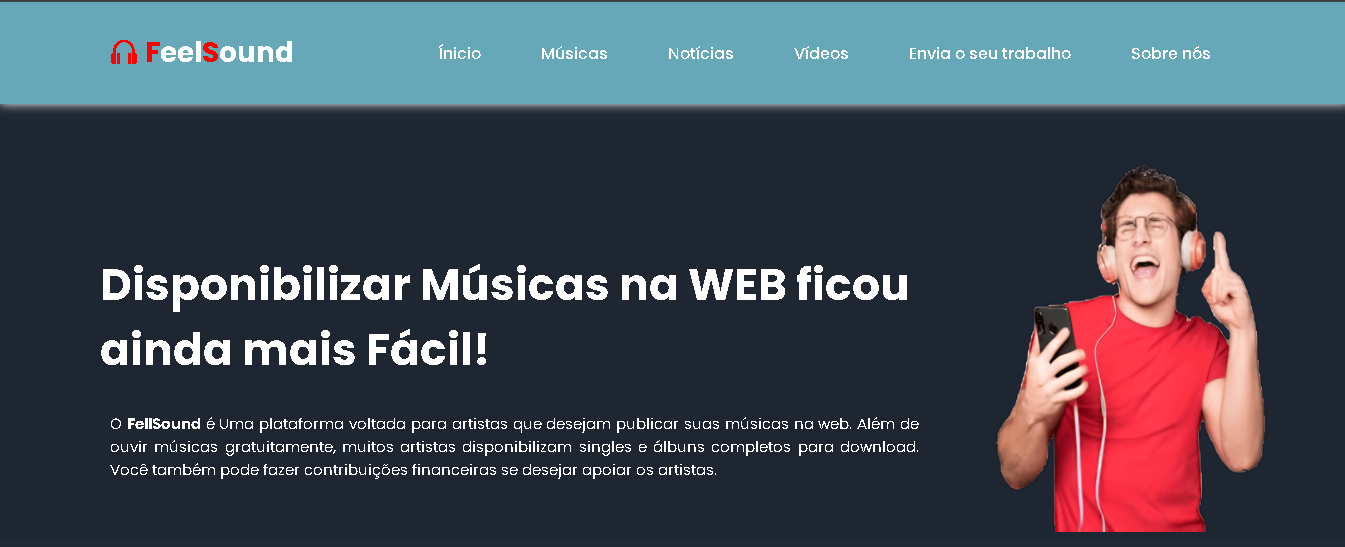 FeelSound
Ínicio Músicas Notícias Vídeos Envia o seu trabalho Sobre nós
Disponibilizar Músicas na WEB ficou
ainda mais Fácil!
O FellSound é Uma plataforma voltada para artistas que desejam publicar suas músicas na web. Além de
ouvir músicas gratuitamente, muitos artistas disponibilizam singles e álbuns completos para download.
Você também pode fazer contribuições financeiras se desejar apoiar os artistas.